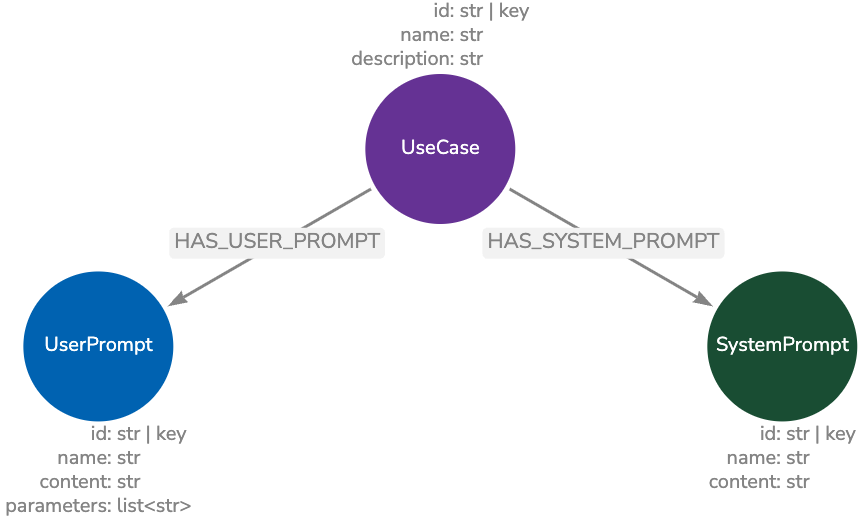 id: str | key
name: str
description: str
UseCase
HAS_USER_PROMPT
HAS_SYSTEM_PROMPT
UserPrompt
SystemPrompt
id: str | key
name: str
content: str
parameters: list<str>
id: str | key
name: str
content: str